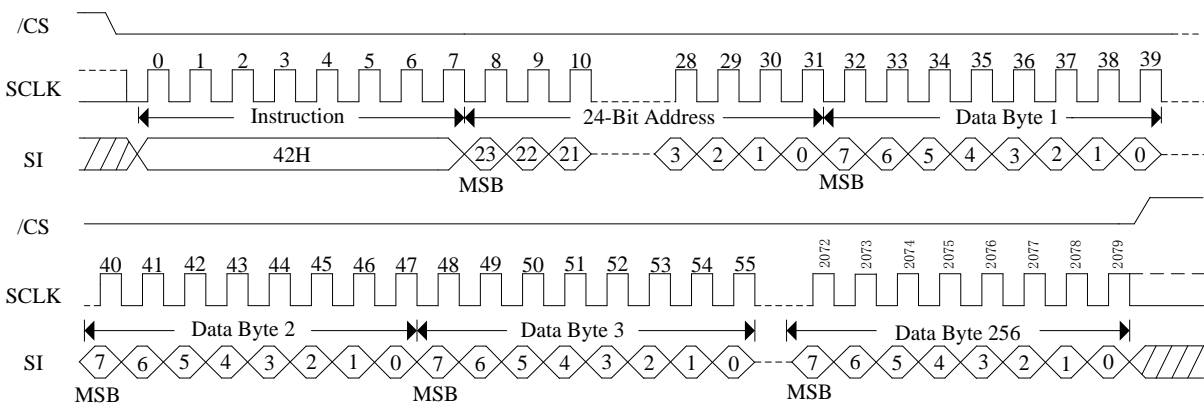 /CS
0 1 2 3 4 5 6 7 8 9 10 28 29 30 31 32 33 34 35 36 37 38 39
SCLK
Instruction 24-Bit Address Data Byte 1
SI 42H 23 22 21 3 2 1 0 7 6 5 4 3 2 1 0
MSB MSB
/CS
40 41 42 43 44 45 46 47 48 49 50 51 52 53 54 55 2072 2073 2074 2075 2076 2077 2078 2079
SCLK
Data Byte 2 Data Byte 3 Data Byte 256
SI 7 6 5 4 3 2 1 0 7 6 5 4 3 2 1 0 7 6 5 4 3 2 1 0
MSB MSB MSB